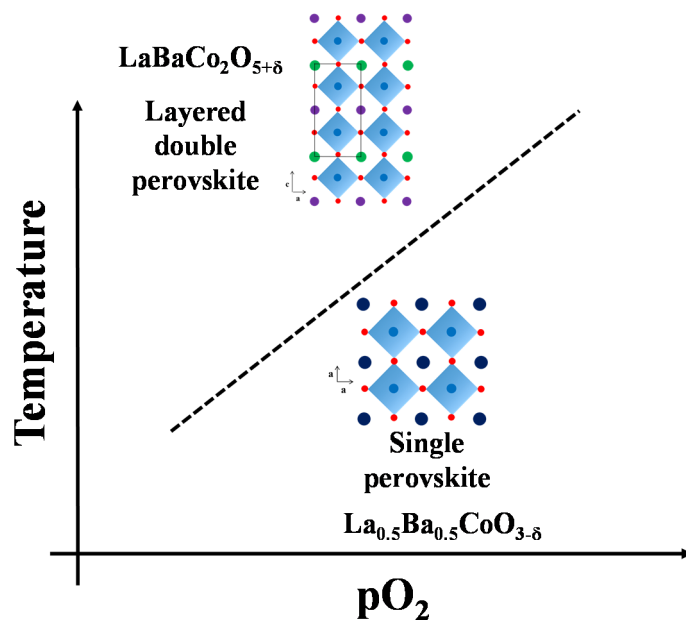 LaBaCo₂O₅₊δ
Layered
double
perovskite
c
a
Temperature
a
a
Single
perovskite
La₀.₅Ba₀.₅CoO₃₋δ
pO₂